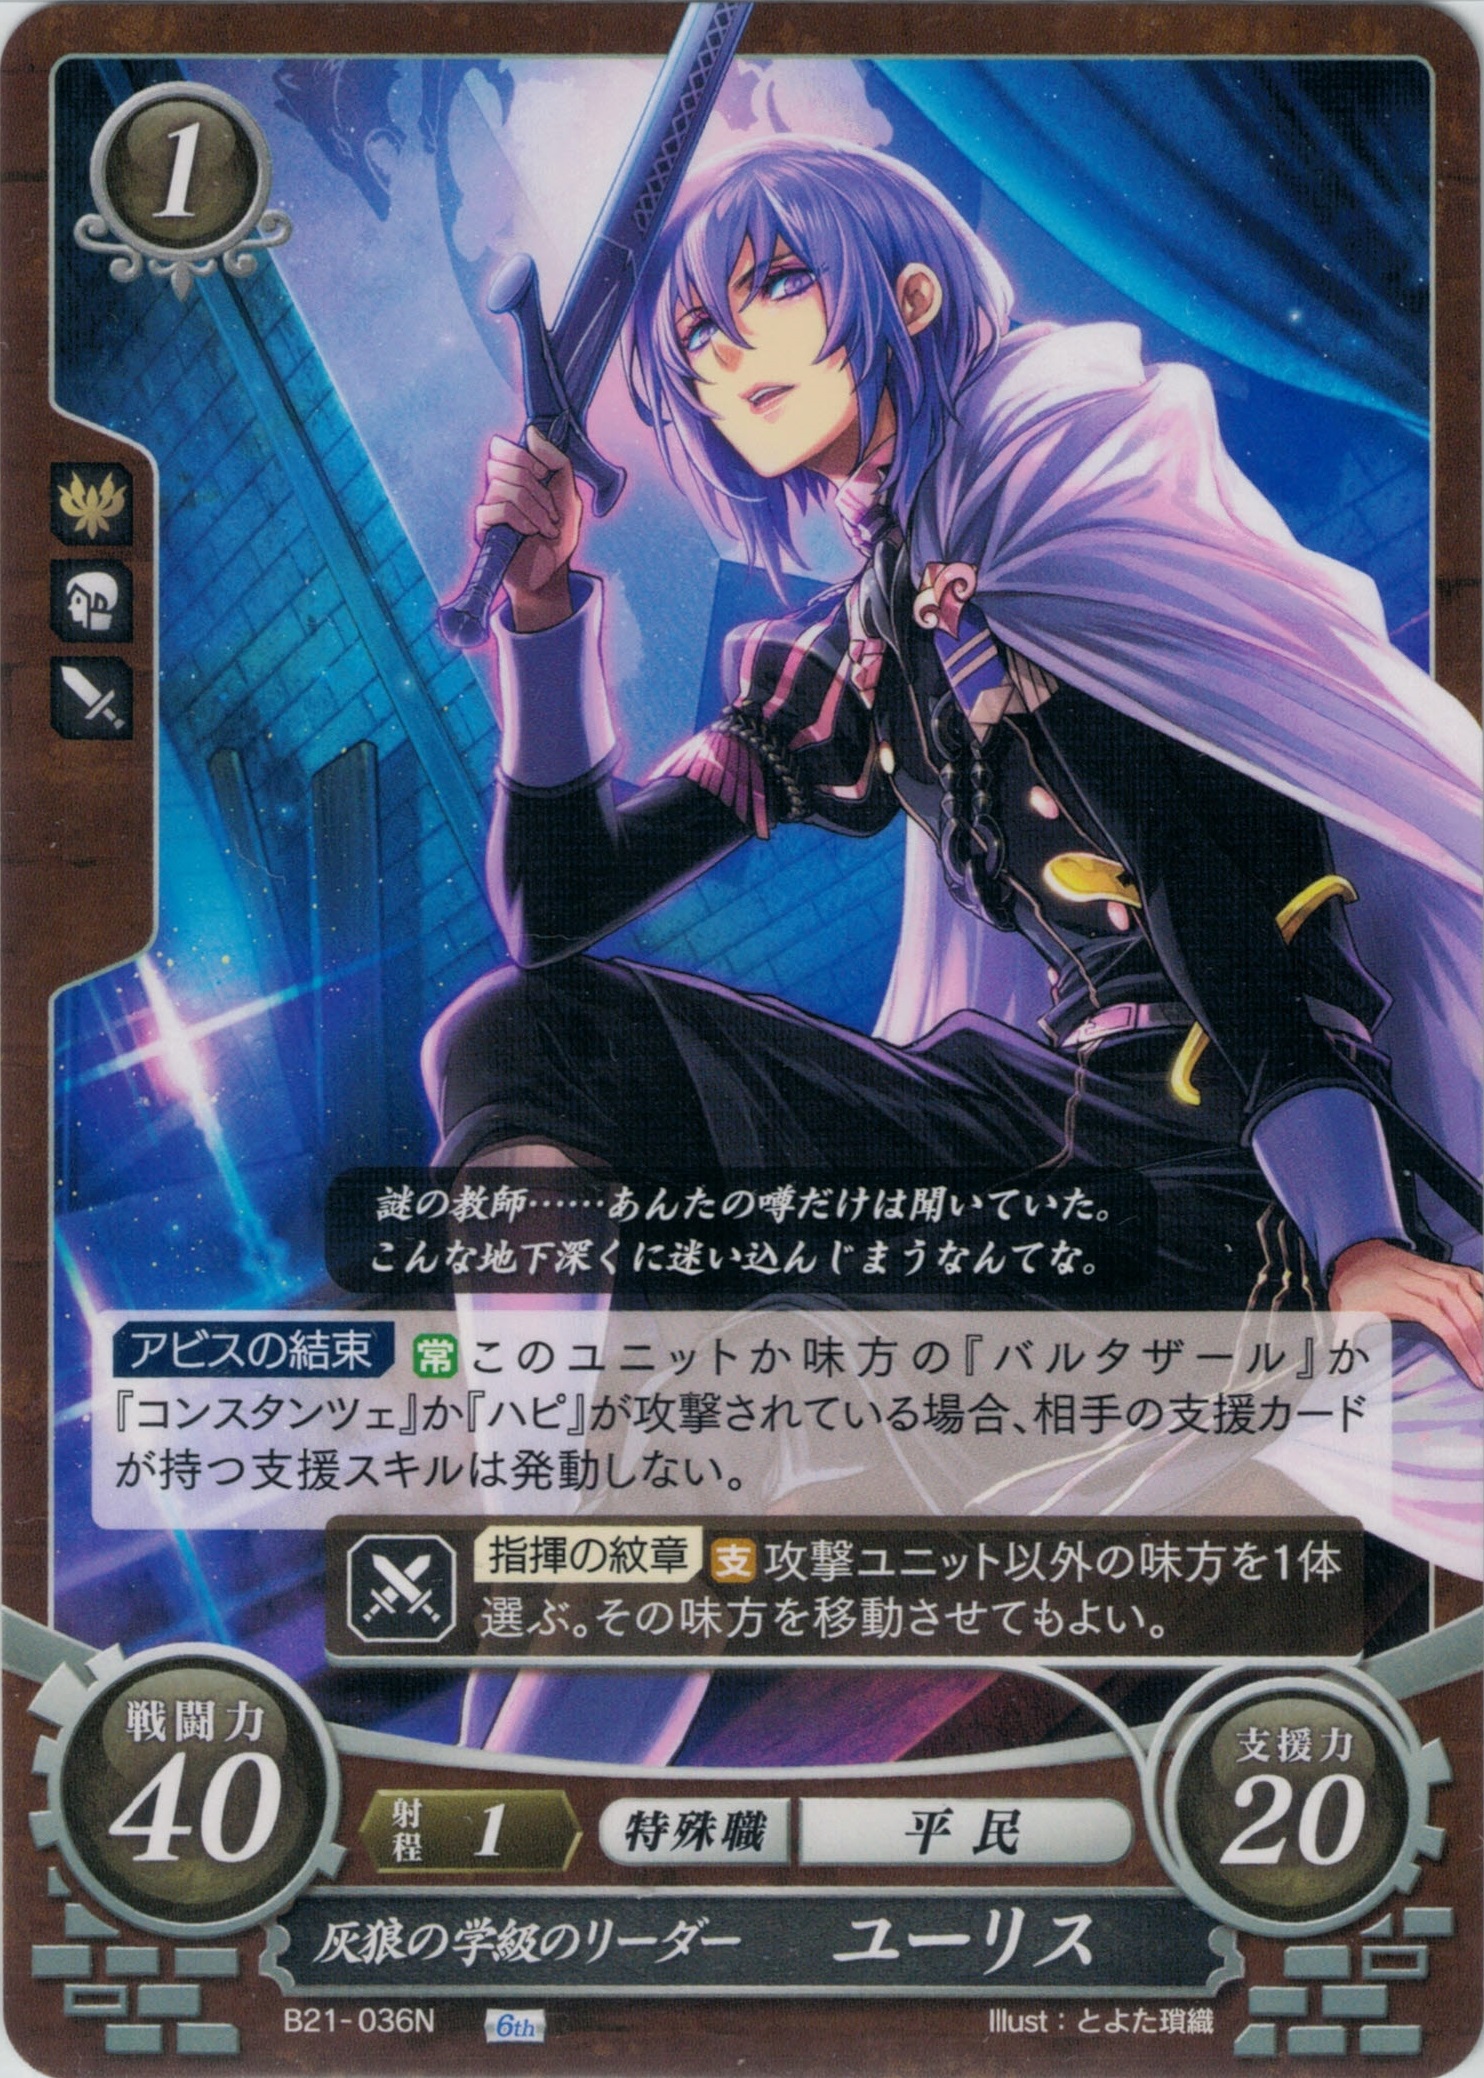 1
謎の教師……あんたの噂だけは聞いていた。
こんな地下深くに迷い込んじまうなんてな。
アビスの結束 常 このユニットか味方の『バルタザール』か
『コンスタンツェ』か『ハピ』が攻撃されている場合、相手の支援カード
が持つ支援スキルは発動しない。
指揮の紋章 支 攻撃ユニット以外の味方を1体
選ぶ。その味方を移動させてもよい。
戦闘力
40
射程 1
特殊職 平民
支援力
20
灰狼の学級のリーダー ユーリス
B21-036N 6th Illust：とよた瑣織